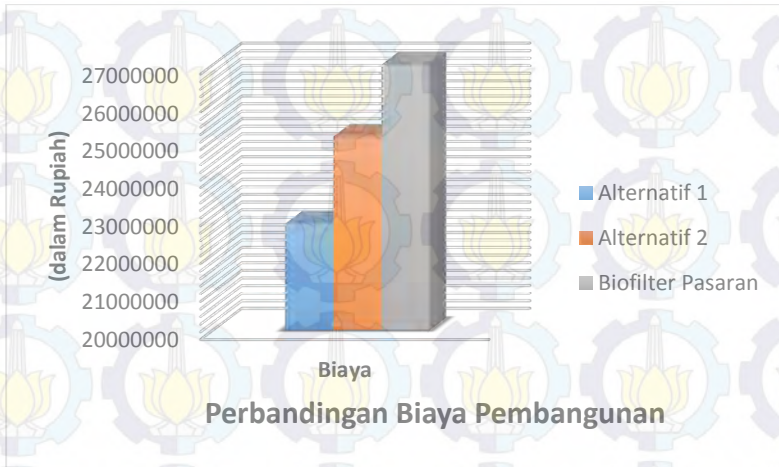 27000000
26000000
25000000
24000000
23000000
22000000
21000000
20000000
(dalam Rupiah)
Biaya
Alternatif 1
Alternatif 2
Biofilter Pasaran
Perbandingan Biaya Pembangunan